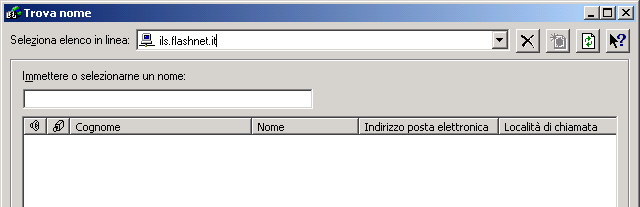 Trova nome
Seleziona elenco in linea: ils.flashnet.it
Immettere o selezionarne un nome:
Cognome Nome Indirizzo posta elettronica Località di chiamata